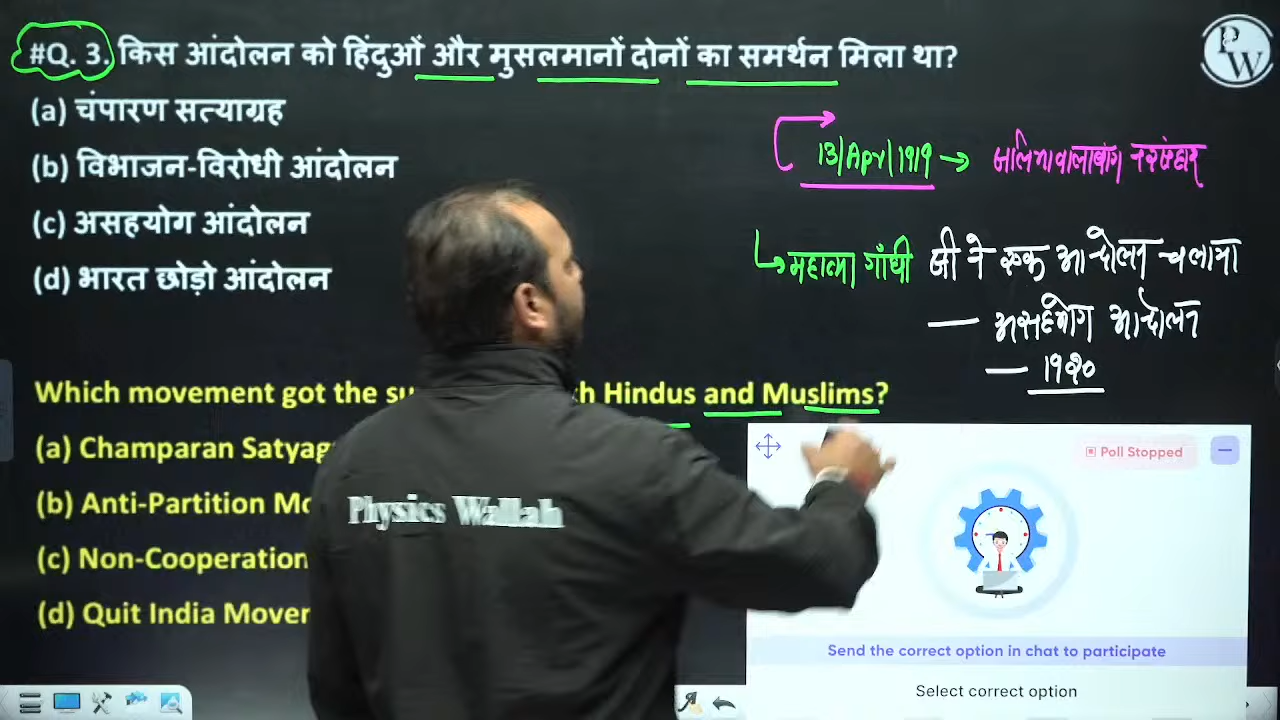 #Q. 3. किस आंदोलन को हिंदुओं और मुसलमानों दोनों का समर्थन मिला था?
(a) चंपारण सत्याग्रह
(b) विभाजन-विरोधी आंदोलन
(c) असहयोग आंदोलन
(d) भारत छोड़ो आंदोलन
PW
13/Apr/1919 → जलियावालाबाग नरसंहार
महात्मा गाँधी जी ने एक आन्दोलन चलाया
— असहयोग आन्दोलन
— १९२०
Which movement got the su h Hindus and Muslims?
(a) Champaran Satyag
(b) Anti-Partition Mo
(c) Non-Cooperation
(d) Quit India Mover
Physics Wallah
Poll Stopped
Send the correct option in chat to participate
Select correct option